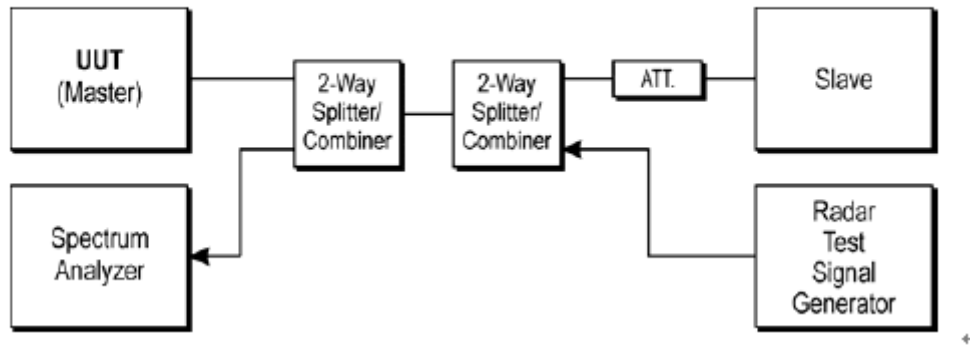 UUT
(Master)
2-Way
Splitter/
Combiner
2-Way
Splitter/
Combiner
ATT.
Slave
Spectrum
Analyzer
Radar
Test
Signal
Generator